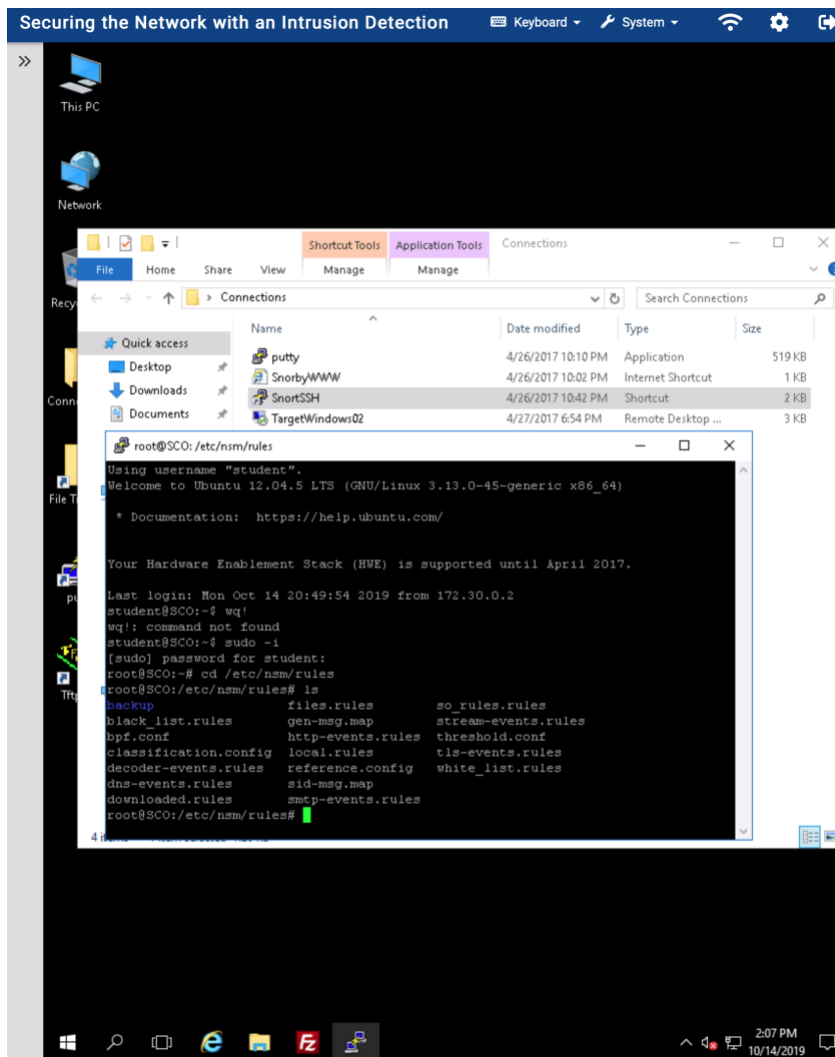 Securing the Network with an Intrusion Detection
Keyboard
System
This PC
Network
Shortcut Tools
Application Tools
Connections
File
Home
Share
View
Manage
Manage
Connections
Search Connections
Name
Date modified
Type
Size
Quick access
Desktop
Downloads
Documents
putty
4/26/2017 10:10 PM
Application
519 KB
SnorbyWWW
4/26/2017 10:02 PM
Internet Shortcut
1 KB
SnortSSH
4/26/2017 10:42 PM
Shortcut
2 KB
TargetWindows02
4/27/2017 6:54 PM
Remote Desktop ...
3 KB
Recy
Conn
File T
pu
Tft
root@SCO: /etc/nsm/rules
Using username "student".
Welcome to Ubuntu 12.04.5 LTS (GNU/Linux 3.13.0-45-generic x86_64)
* Documentation:  https://help.ubuntu.com/
Your Hardware Enablement Stack (HWE) is supported until April 2017.
Last login: Mon Oct 14 20:49:54 2019 from 172.30.0.2
student@SCO:~$ wq!
wq!: command not found
student@SCO:~$ sudo -i
[sudo] password for student:
root@SCO:~# cd /etc/nsm/rules
root@SCO:/etc/nsm/rules# ls
backup files.rules so_rules.rules
black_list.rules gen-msg.map stream-events.rules
bpf.conf http-events.rules threshold.conf
classification.config local.rules tls-events.rules
decoder-events.rules reference.config white_list.rules
dns-events.rules sid-msg.map
downloaded.rules smtp-events.rules
root@SCO:/etc/nsm/rules#
2:07 PM
10/14/2019